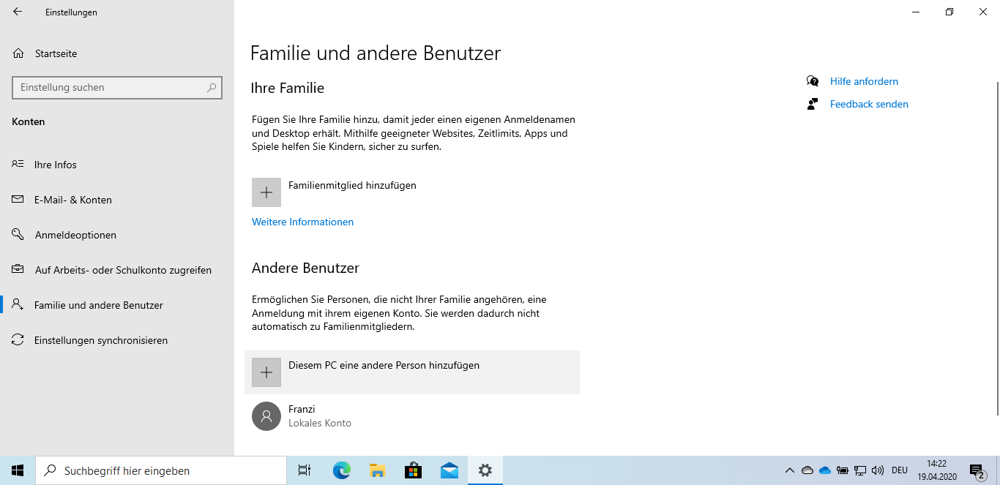 Einstellungen
Startseite
Einstellung suchen
Konten
Ihre Infos
E-Mail- & Konten
Anmeldeoptionen
Auf Arbeits- oder Schulkonto zugreifen
Familie und andere Benutzer
Einstellungen synchronisieren
Familie und andere Benutzer
Ihre Familie
Fügen Sie Ihre Familie hinzu, damit jeder einen eigenen Anmeldenamen
und Desktop erhält. Mithilfe geeigneter Websites, Zeitlimits, Apps und
Spiele helfen Sie Kindern, sicher zu surfen.
Familienmitglied hinzufügen
Weitere Informationen
Andere Benutzer
Ermöglichen Sie Personen, die nicht Ihrer Familie angehören, eine
Anmeldung mit ihrem eigenen Konto. Sie werden dadurch nicht
automatisch zu Familienmitgliedern.
Diesem PC eine andere Person hinzufügen
Franzi
Lokales Konto
Hilfe anfordern
Feedback senden
Suchbegriff hier eingeben
DEU
14:22
19.04.2020
2